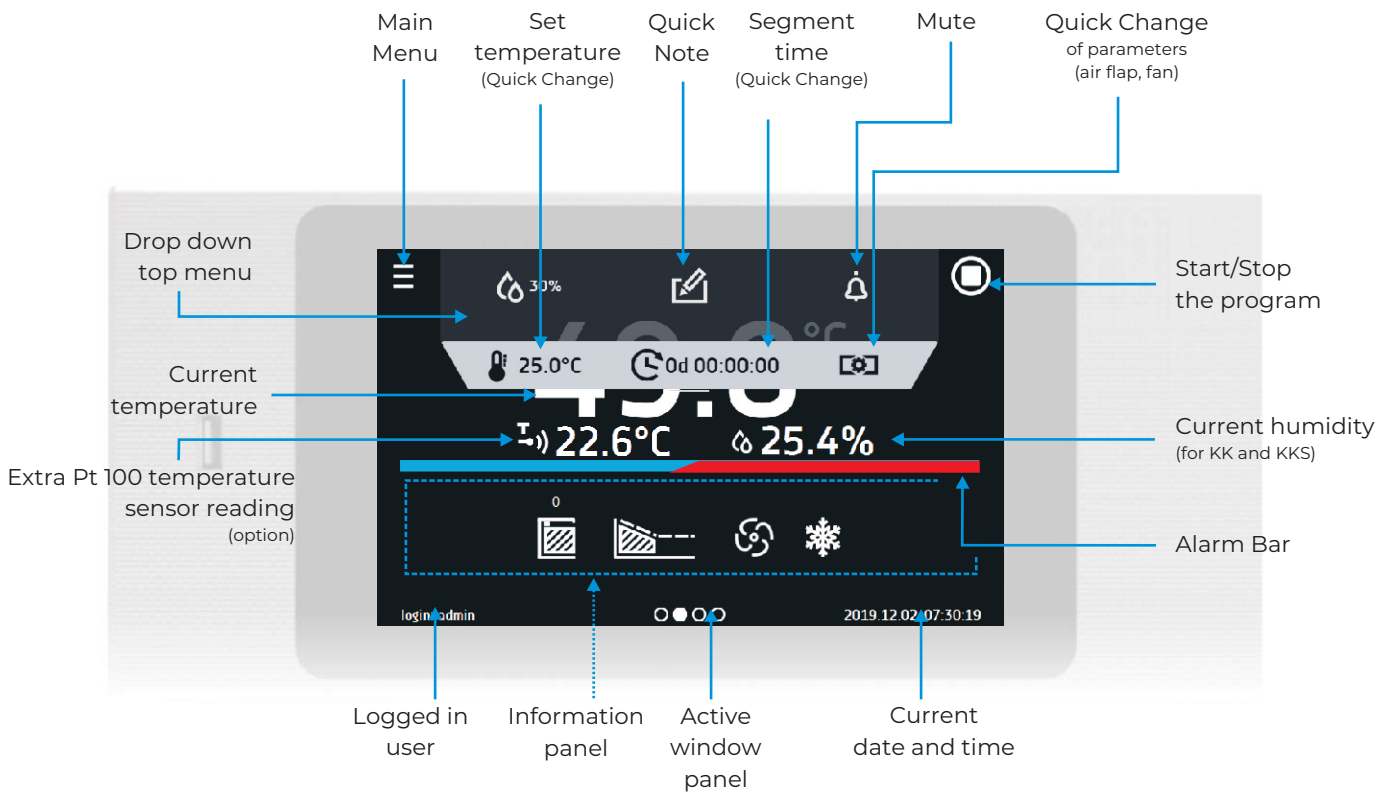 Main
Menu
Set
temperature
(Quick Change)
Quick
Note
Segment
time
(Quick Change)
Mute
Quick Change
of parameters
(air flap, fan)
Drop down
top menu
30%
Start/Stop
the program
25.0°C
0d 00:00:00
Current
temperature
22.6°C
25.4%
Current humidity
(for KK and KKS)
Extra Pt 100 temperature
sensor reading
(option)
0
Alarm Bar
2019.12.02 07:30:19
Logged in
user
Information
panel
Active
window
panel
Current
date and time